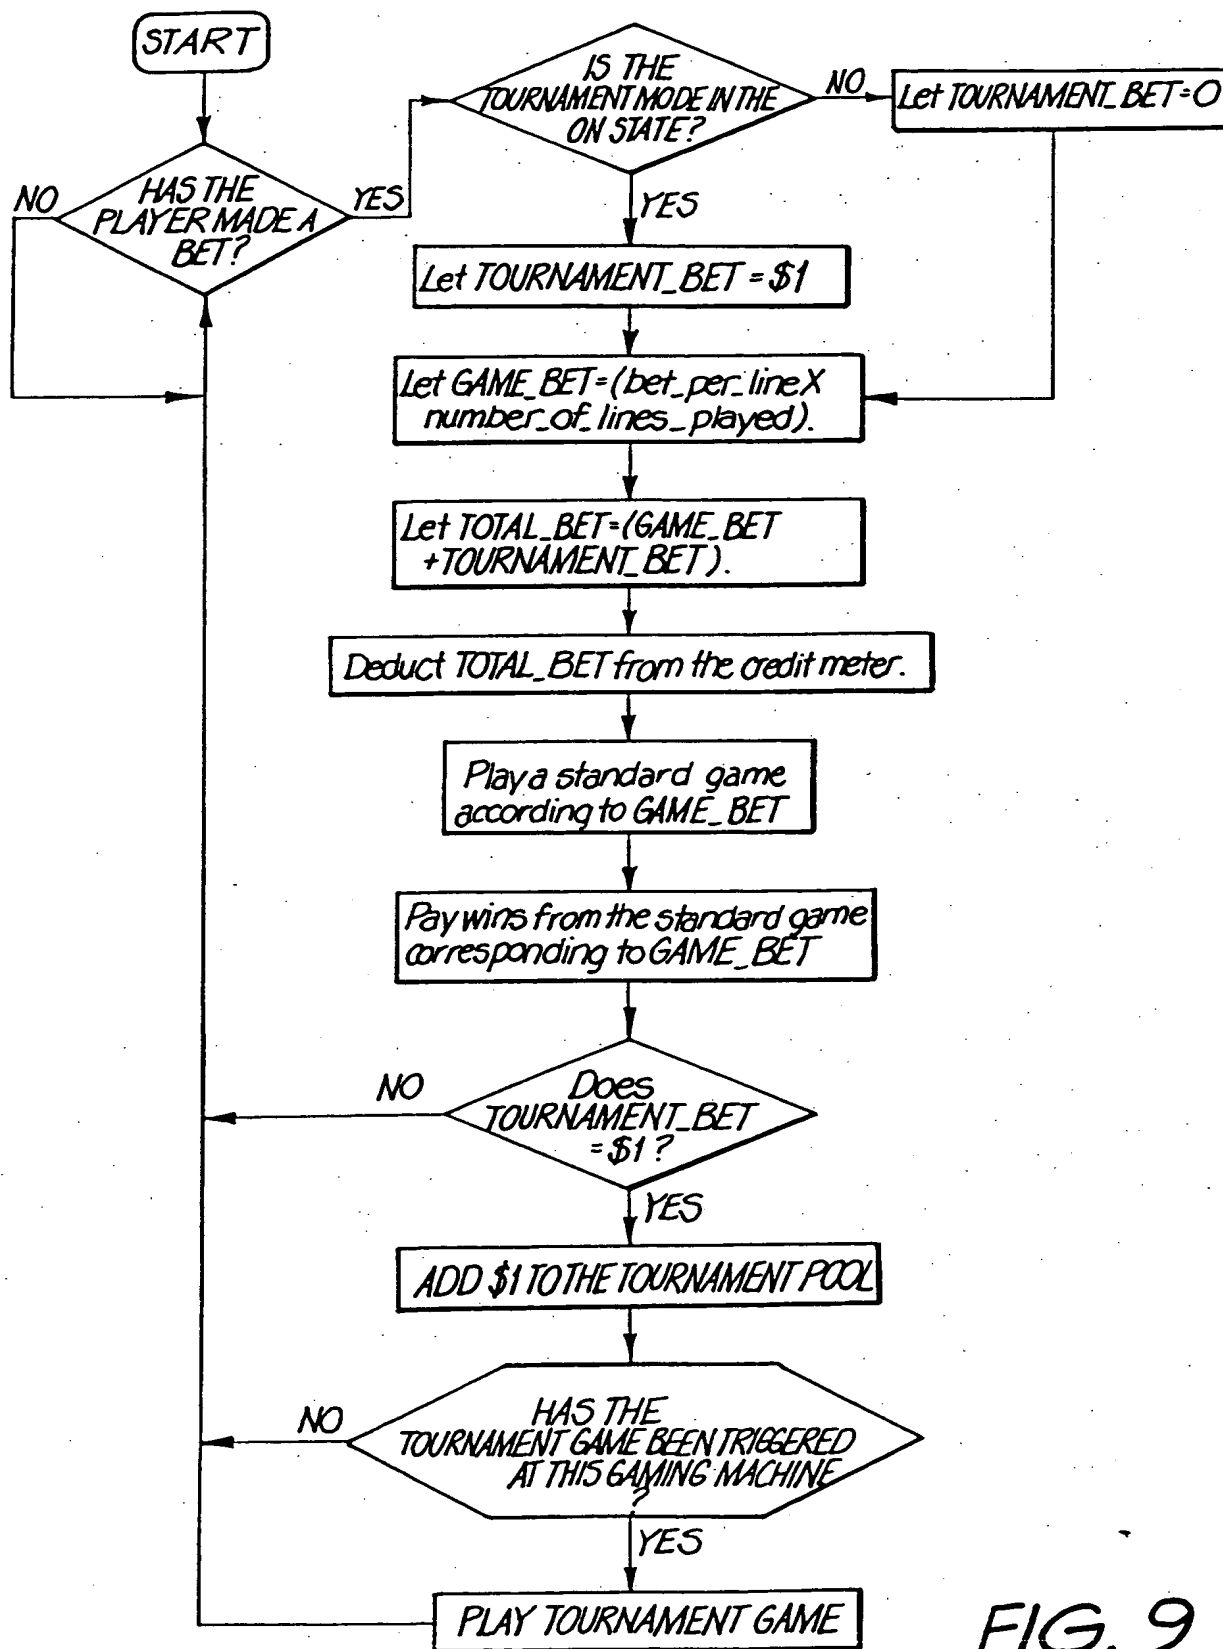 START
HAS THE
PLAYER MADE A
BET?
NO
YES
IS THE
TOURNAMENT MODE IN THE
ON STATE?
NO
Let TOURNAMENT_BET=0
YES
Let TOURNAMENT_BET = $1
Let GAME_BET=(bet_per_line X
number_of_lines_played).
Let TOTAL_BET=(GAME_BET
+TOURNAMENT_BET).
Deduct TOTAL_BET from the credit meter.
Play a standard game
according to GAME_BET
Pay wins from the standard game
corresponding to GAME_BET
Does
TOURNAMENT_BET
= $1 ?
NO
YES
ADD $1 TO THE TOURNAMENT POOL
HAS THE
TOURNAMENT GAME BEEN TRIGGERED
AT THIS GAMING MACHINE
?
NO
YES
PLAY TOURNAMENT GAME
FIG. 9